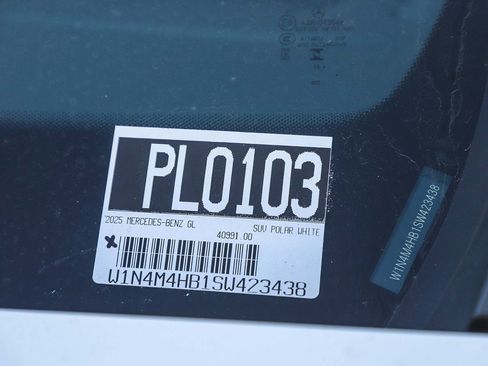 PL0103
2025 MERCEDES-BENZ GL
SUV POLAR WHITE
40991.00
W1N4M4HB1SW423438
W1N4M4HB1SW423438